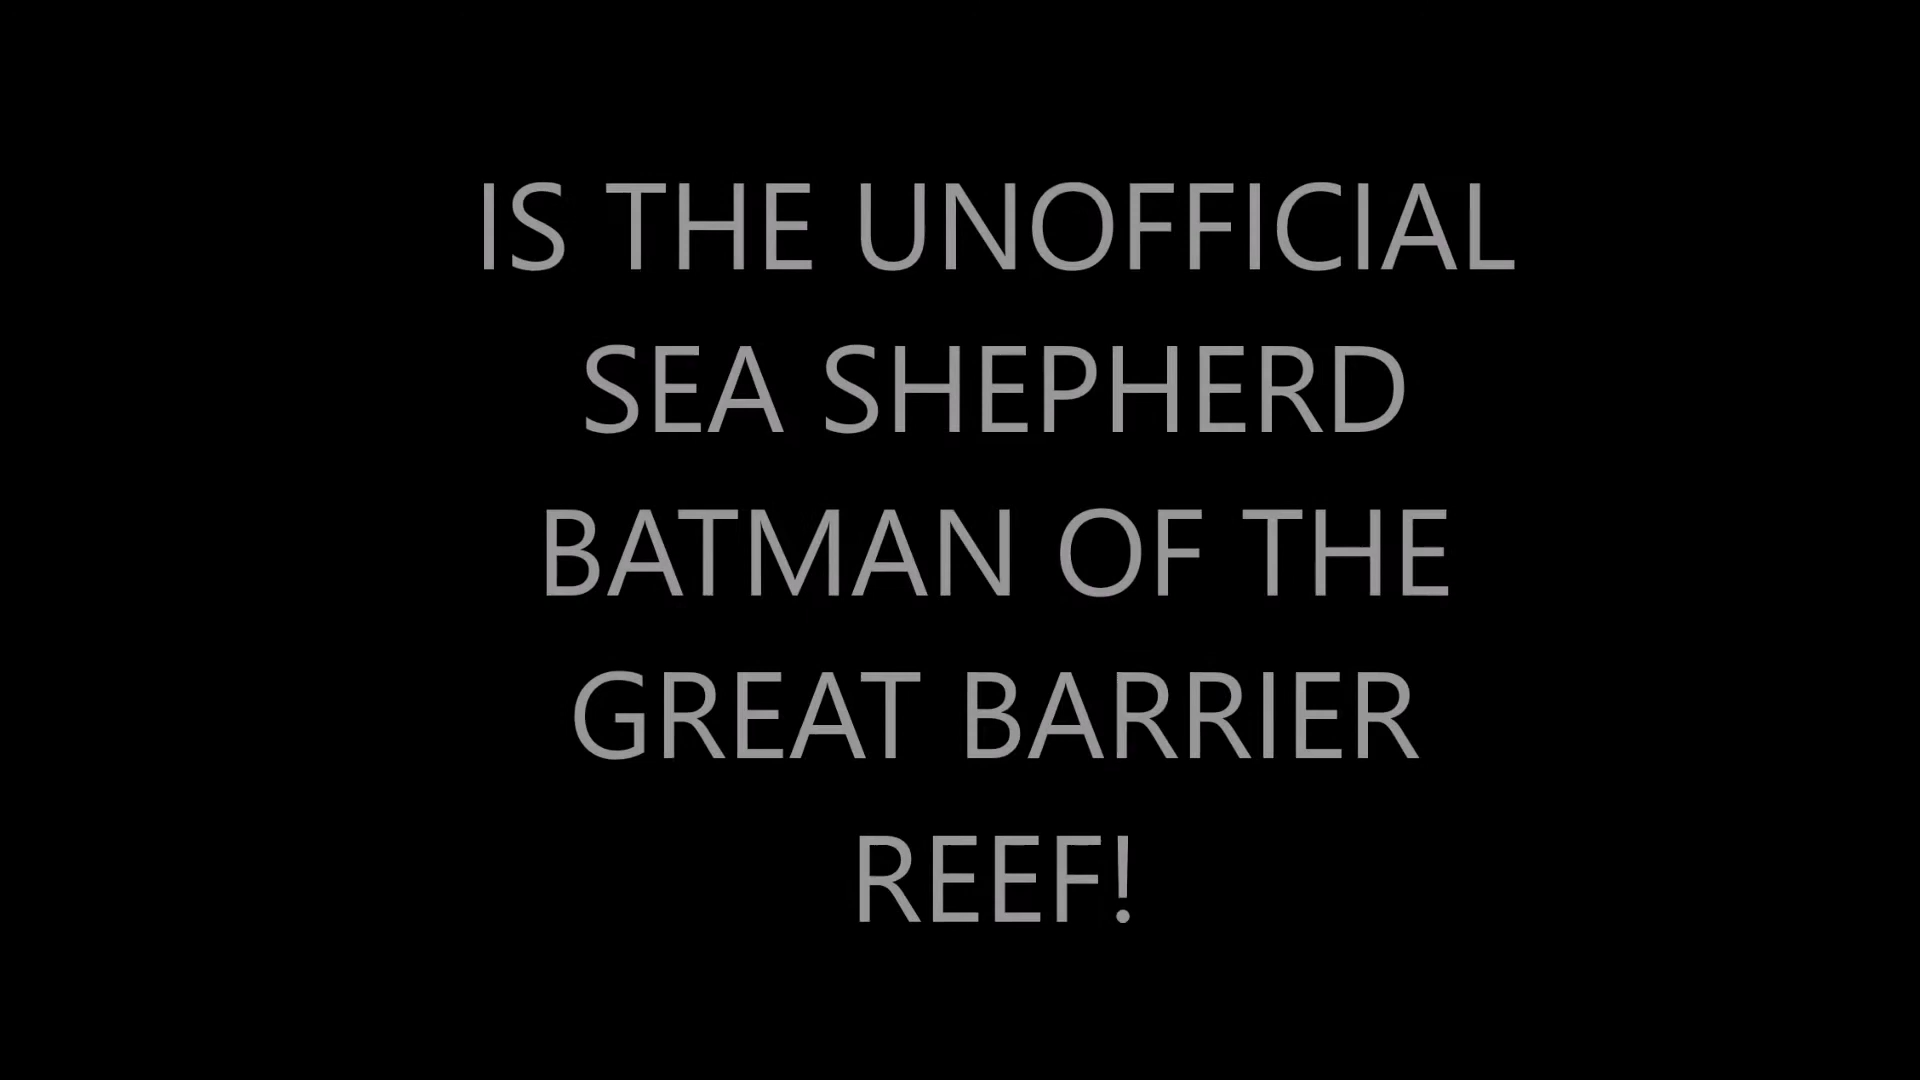 IS THE UNOFFICIAL
SEA SHEPHERD
BATMAN OF THE
GREAT BARRIER
REEF!